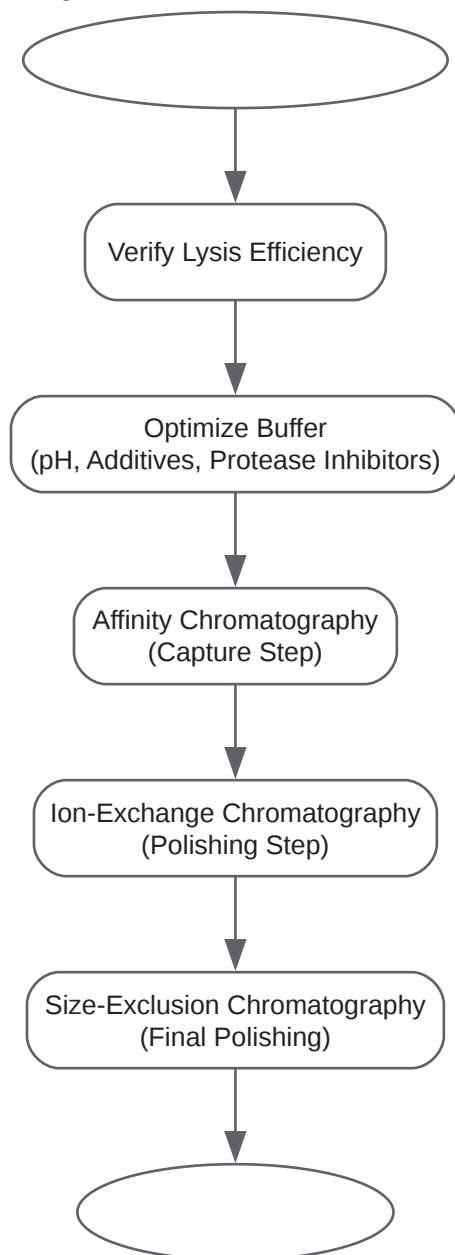 Verify Lysis Efficiency
Optimize Buffer
(pH, Additives, Protease Inhibitors)
Affinity Chromatography
(Capture Step)
Ion-Exchange Chromatography
(Polishing Step)
Size-Exclusion Chromatography
(Final Polishing)